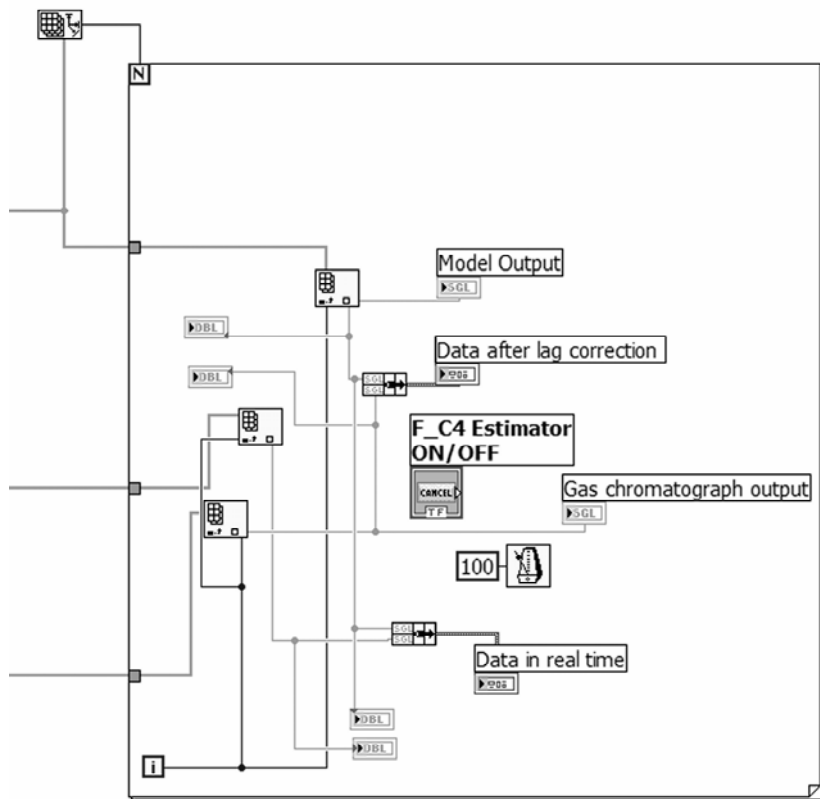 N
Model Output
SGL
DBL
Data after lag correction
DBL
SGL
SGL
F_C4 Estimator
ON/OFF
CANCEL
TF
Gas chromatograph output
SGL
100
SGL
SGL
Data in real time
DBL
DBL
i